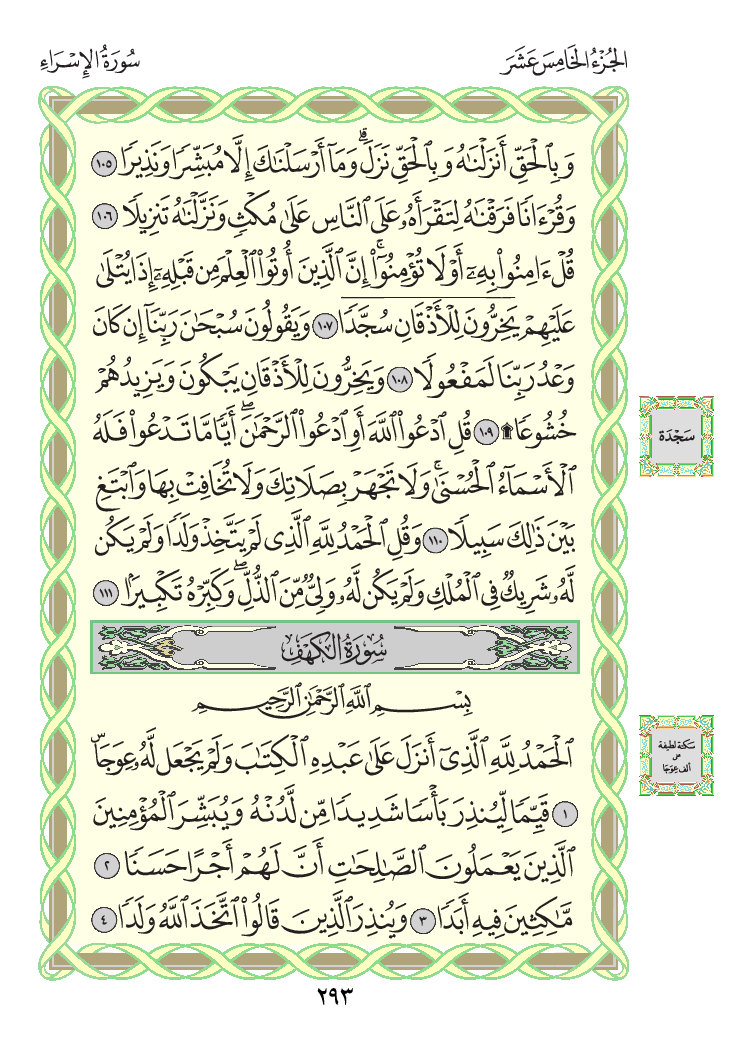 الجُزْءُ الخَامِسَ عَشَرَ
سُورَةُ الإِسْرَاءِ
وَبِٱلْحَقِّ أَنزَلْنَٰهُ وَبِٱلْحَقِّ نَزَلَ ۗ وَمَآ أَرْسَلْنَٰكَ إِلَّا مُبَشِّرًا وَنَذِيرًا ١٠٥
وَقُرْءَانًا فَرَقْنَٰهُ لِتَقْرَأَهُۥ عَلَى ٱلنَّاسِ عَلَىٰ مُكْثٍ وَنَزَّلْنَٰهُ تَنزِيلًا ١٠٦
قُلْ ءَامِنُوا۟ بِهِۦٓ أَوْ لَا تُؤْمِنُوٓا۟ ۚ إِنَّ ٱلَّذِينَ أُوتُوا۟ ٱلْعِلْمَ مِن قَبْلِهِۦٓ إِذَا يُتْلَىٰ
عَلَيْهِمْ يَخِرُّونَ لِلْأَذْقَانِ سُجَّدًا ١٠٧ وَيَقُولُونَ سُبْحَٰنَ رَبِّنَآ إِن كَانَ
وَعْدُ رَبِّنَا لَمَفْعُولًا ١٠٨ وَيَخِرُّونَ لِلْأَذْقَانِ يَبْكُونَ وَيَزِيدُهُمْ
خُشُوعًا ۩ ١٠٩ قُلِ ٱدْعُوا۟ ٱللَّهَ أَوِ ٱدْعُوا۟ ٱلرَّحْمَٰنَ ۖ أَيًّا مَّا تَدْعُوا۟ فَلَهُ
ٱلْأَسْمَآءُ ٱلْحُسْنَىٰ ۚ وَلَا تَجْهَرْ بِصَلَاتِكَ وَلَا تُخَافِتْ بِهَا وَٱبْتَغِ
بَيْنَ ذَٰلِكَ سَبِيلًا ١١٠ وَقُلِ ٱلْحَمْدُ لِلَّهِ ٱلَّذِى لَمْ يَتَّخِذْ وَلَدًا وَلَمْ يَكُن
لَّهُۥ شَرِيكٌ فِى ٱلْمُلْكِ وَلَمْ يَكُن لَّهُۥ وَلِىٌّ مِّنَ ٱلذُّلِّ ۖ وَكَبِّرْهُ تَكْبِيرًۢا ١١١
سُورَةُ الكَهْفِ
بِسْمِ ٱللَّهِ ٱلرَّحْمَٰنِ ٱلرَّحِيمِ
ٱلْحَمْدُ لِلَّهِ ٱلَّذِىٓ أَنزَلَ عَلَىٰ عَبْدِهِ ٱلْكِتَٰبَ وَلَمْ يَجْعَل لَّهُۥ عِوَجَاۜ
١ قَيِّمًا لِّيُنذِرَ بَأْسًا شَدِيدًا مِّن لَّدُنْهُ وَيُبَشِّرَ ٱلْمُؤْمِنِينَ
ٱلَّذِينَ يَعْمَلُونَ ٱلصَّٰلِحَٰتِ أَنَّ لَهُمْ أَجْرًا حَسَنًا ٢
مَّٰكِثِينَ فِيهِ أَبَدًا ٣ وَيُنذِرَ ٱلَّذِينَ قَالُوا۟ ٱتَّخَذَ ٱللَّهُ وَلَدًا ٤
سَجْدَة
سَكتة لطيفة
على
ألف عِوَجَا
٢٩٣